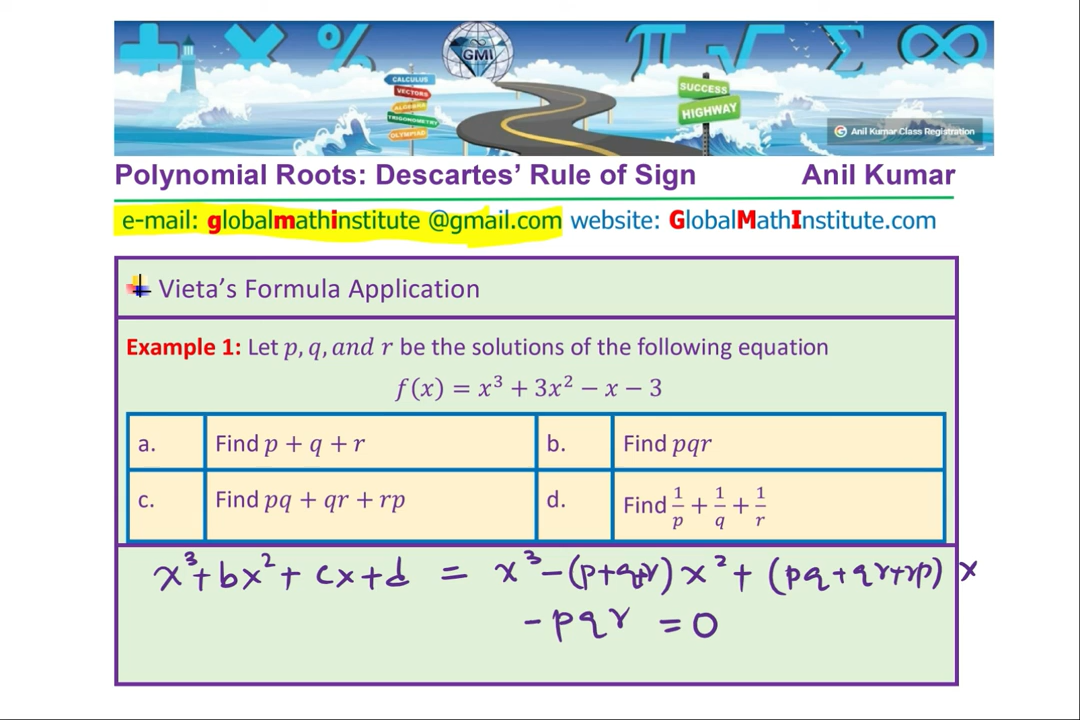 GMI
CALCULUS
VECTORS
ALGEBRA
TRIGONOMETRY
OLYMPIAD
SUCCESS
HIGHWAY
Anil Kumar Class Registration
Polynomial Roots: Descartes’ Rule of Sign Anil Kumar
e-mail: globalmathinstitute @gmail.com website: GlobalMathInstitute.com
Vieta’s Formula Application
Example 1: Let p, q, and r be the solutions of the following equation
f(x) = x³ + 3x² − x − 3
a. Find p + q + r b. Find pqr
c. Find pq + qr + rp d. Find 1/p + 1/q + 1/r
x³ + bx² + cx + d = x³ − (p+q+r) x² + (pq+qr+rp) x
− pqr = 0